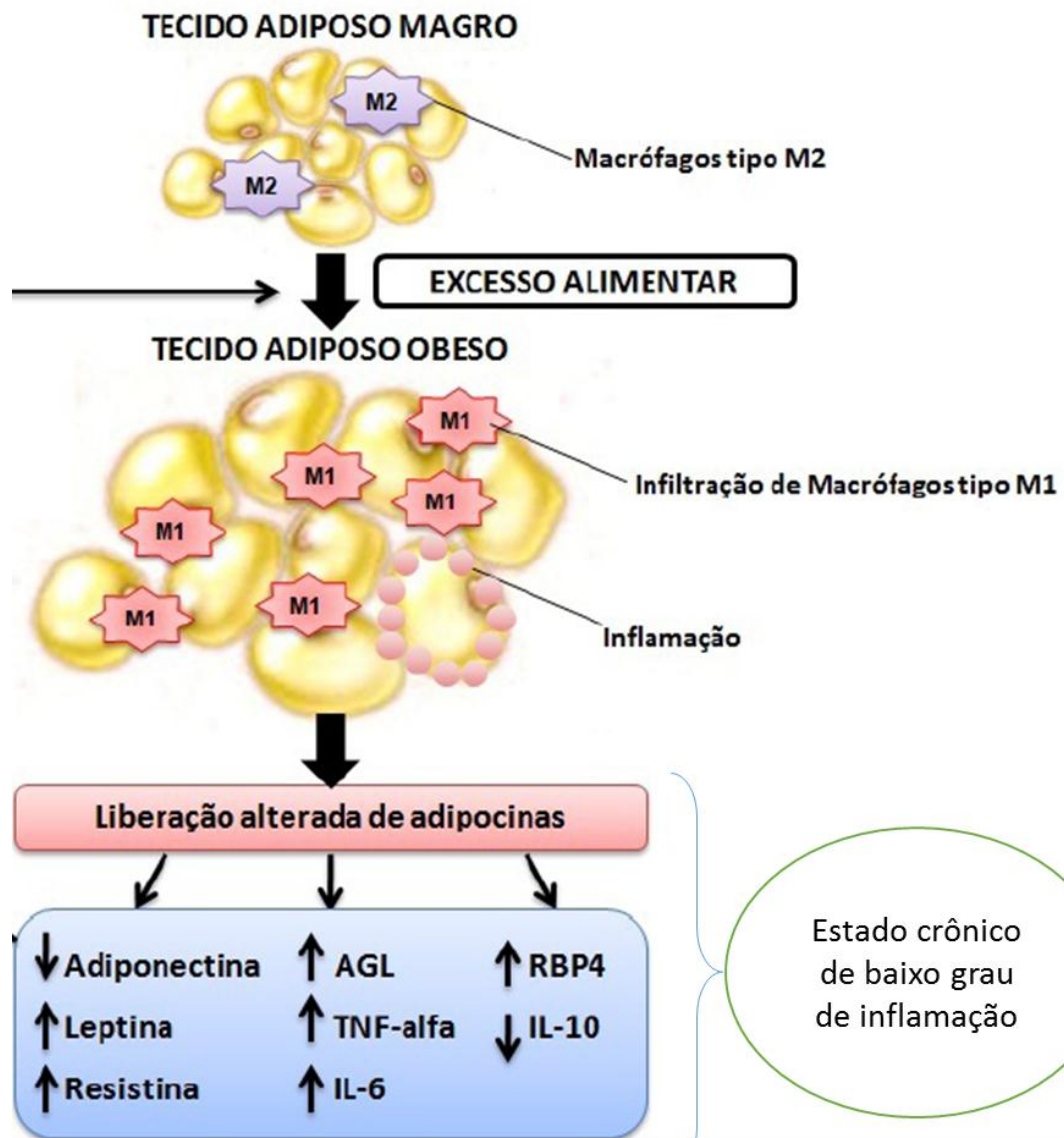 TECIDO ADIPOSO MAGRO
M2
M2
Macrófagos tipo M2
EXCESSO ALIMENTAR
TECIDO ADIPOSO OBESO
M1
M1
M1
Infiltração de Macrófagos tipo M1
M1
M1
M1
Inflamação
Liberação alterada de adipocinas
Adiponectina
Leptina
Resistina
AGL
TNF-alfa
IL-6
RBP4
IL-10
Estado crônico
de baixo grau
de inflamação